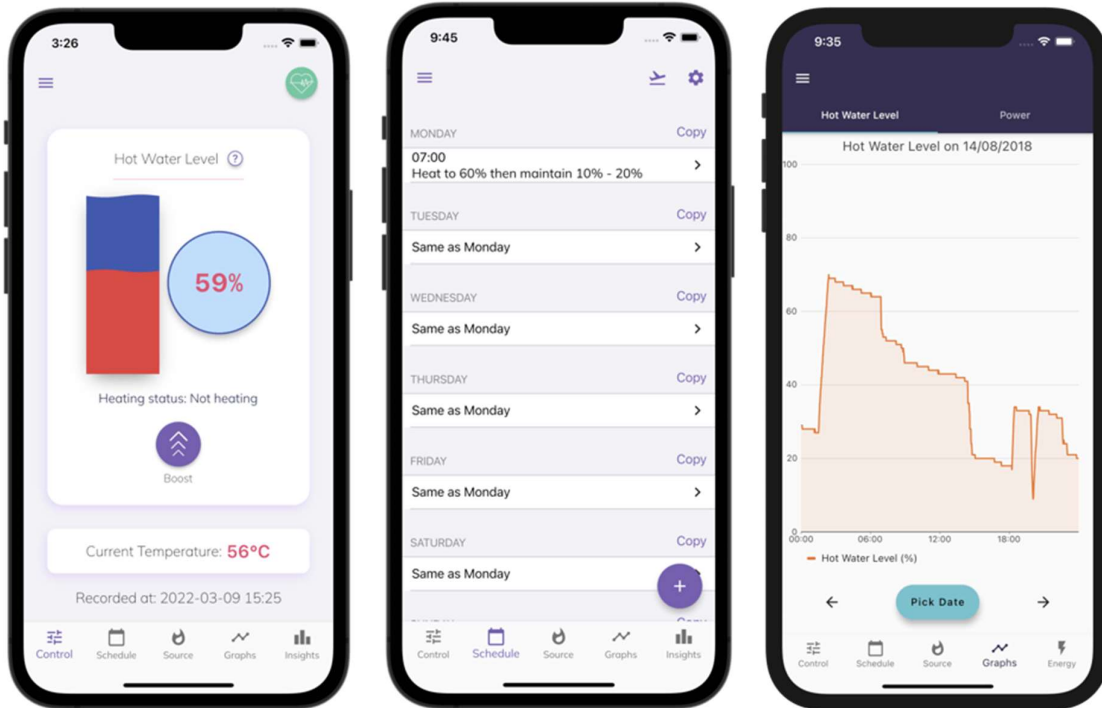 3:26
Hot Water Level ?
59%
Heating status: Not heating
Boost
Current Temperature: 56°C
Recorded at: 2022-03-09 15:25
Control Schedule Source Graphs Insights
9:45
MONDAY Copy
07:00
Heat to 60% then maintain 10% - 20%
TUESDAY Copy
Same as Monday
WEDNESDAY Copy
Same as Monday
THURSDAY Copy
Same as Monday
FRIDAY Copy
Same as Monday
SATURDAY Copy
Same as Monday
+
SUNDAY Copy
Control Schedule Source Graphs Insights
9:35
Hot Water Level Power
Hot Water Level on 14/08/2018
100
80
60
40
20
0
00:00 06:00 12:00 18:00
Hot Water Level (%)
Pick Date
Control Schedule Source Graphs Energy